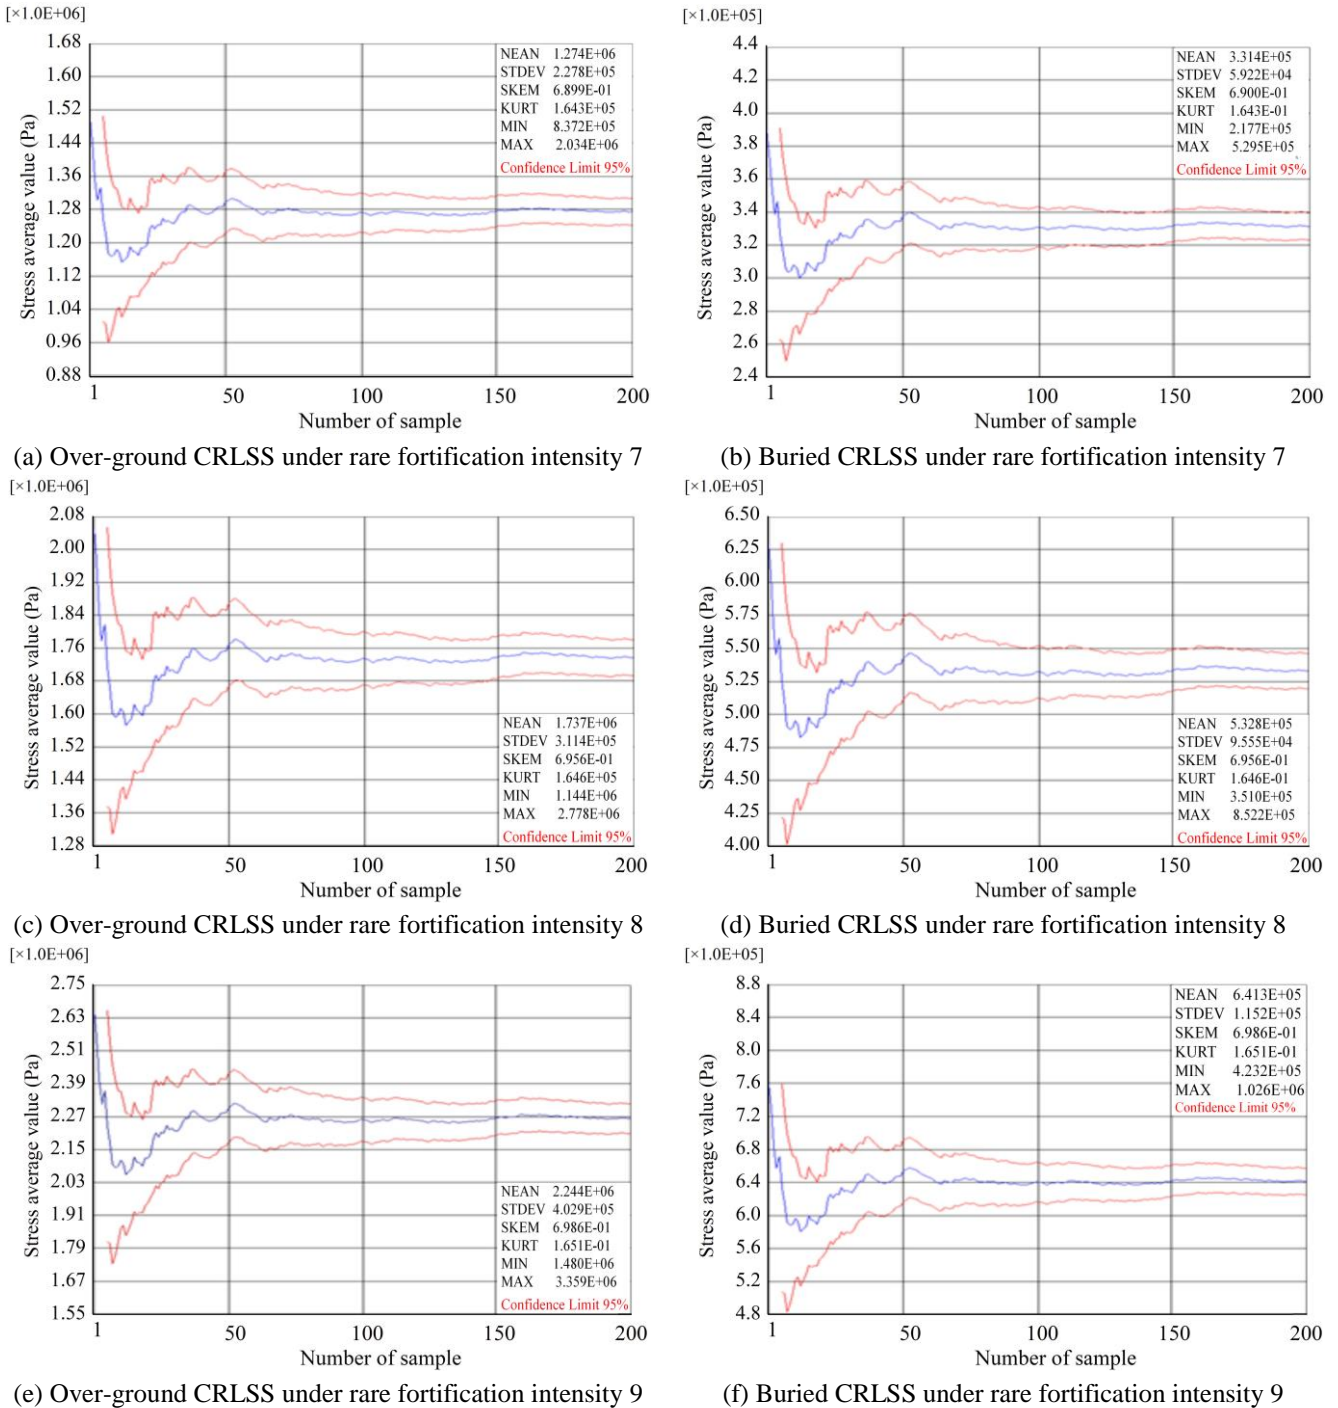 [×1.0E+06]
1.68
1.60
1.52
1.44
1.36
1.28
1.20
1.12
1.04
0.96
0.88
Stress average value (Pa)
NEAN 1.274E+06
STDEV 2.278E+05
SKEM 6.899E-01
KURT 1.643E+05
MIN 8.372E+05
MAX 2.034E+06
Confidence Limit 95%
1 50 100 150 200
Number of sample
(a) Over-ground CRLSS under rare fortification intensity 7
[×1.0E+05]
4.4
4.2
4.0
3.8
3.6
3.4
3.2
3.0
2.8
2.6
2.4
Stress average value (Pa)
NEAN 3.314E+05
STDEV 5.922E+04
SKEM 6.900E-01
KURT 1.643E-01
MIN 2.177E+05
MAX 5.295E+05
Confidence Limit 95%
1 50 100 150 200
Number of sample
(b) Buried CRLSS under rare fortification intensity 7
[×1.0E+06]
2.08
2.00
1.92
1.84
1.76
1.68
1.60
1.52
1.44
1.36
1.28
Stress average value (Pa)
NEAN 1.737E+06
STDEV 3.114E+05
SKEM 6.956E-01
KURT 1.646E+05
MIN 1.144E+06
MAX 2.778E+06
Confidence Limit 95%
1 50 100 150 200
Number of sample
(c) Over-ground CRLSS under rare fortification intensity 8
[×1.0E+05]
6.50
6.25
6.00
5.75
5.50
5.25
5.00
4.75
4.50
4.25
4.00
Stress average value (Pa)
NEAN 5.328E+05
STDEV 9.555E+04
SKEM 6.956E-01
KURT 1.646E-01
MIN 3.510E+05
MAX 8.522E+05
Confidence Limit 95%
1 50 100 150 200
Number of sample
(d) Buried CRLSS under rare fortification intensity 8
[×1.0E+06]
2.75
2.63
2.51
2.39
2.27
2.15
2.03
1.91
1.79
1.67
1.55
Stress average value (Pa)
NEAN 2.244E+06
STDEV 4.029E+05
SKEM 6.986E-01
KURT 1.651E-01
MIN 1.480E+06
MAX 3.359E+06
Confidence Limit 95%
1 50 100 150 200
Number of sample
(e) Over-ground CRLSS under rare fortification intensity 9
[×1.0E+05]
8.8
8.4
8.0
7.6
7.2
6.8
6.4
6.0
5.6
5.2
4.8
Stress average value (Pa)
NEAN 6.413E+05
STDEV 1.152E+05
SKEM 6.986E-01
KURT 1.651E-01
MIN 4.232E+05
MAX 1.026E+06
Confidence Limit 95%
1 50 100 150 200
Number of sample
(f) Buried CRLSS under rare fortification intensity 9